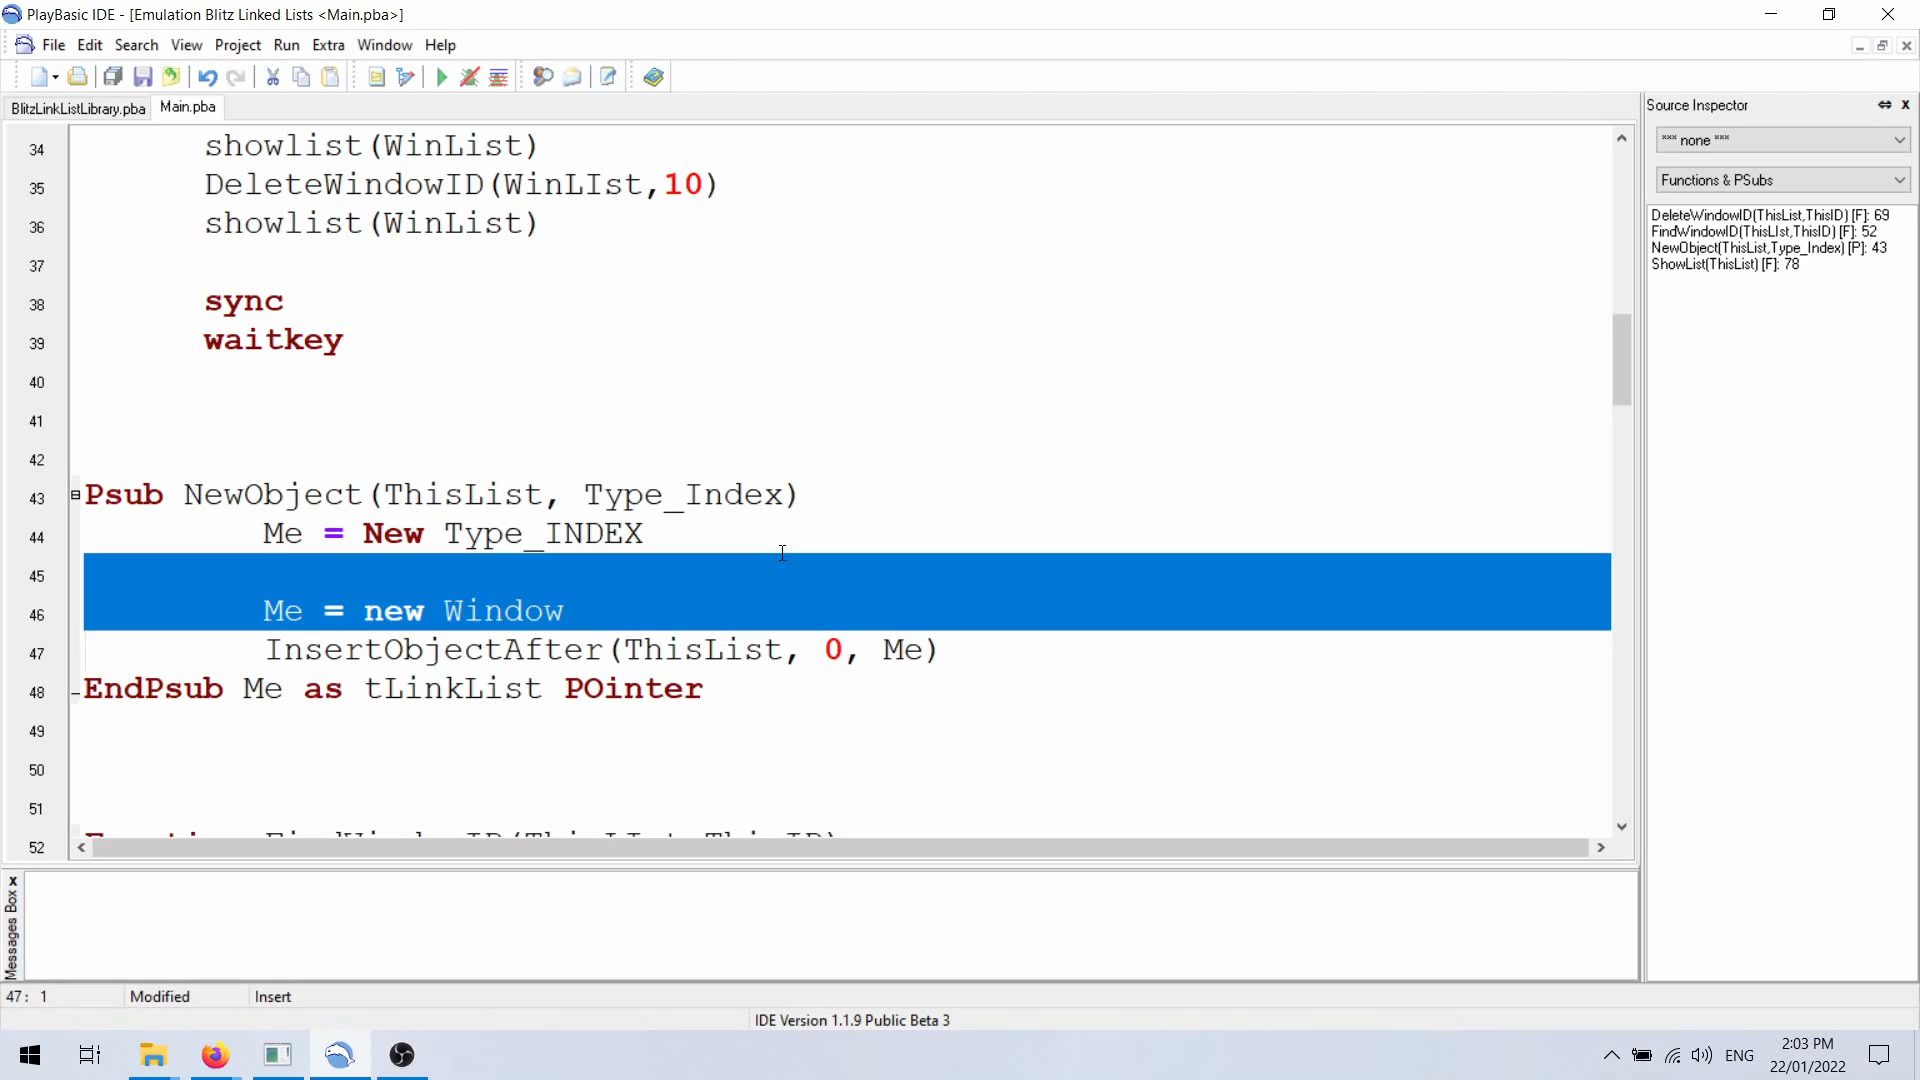 PlayBasic IDE - [Emulation Blitz Linked Lists <Main.pba>]
File Edit Search View Project Run Extra Window Help
BlitzLinkListLibrary.pba Main.pba
Source Inspector
*** none ***
Functions & PSubs
DeleteWindowID(ThisList,ThisID) [F]: 69
FindWindowID(ThisLIst,ThisID) [F]: 52
NewObject(ThisList,Type_Index) [P]: 43
ShowList(ThisList) [F]: 78
34 showlist(WinList)
35 DeleteWindowID(WinLIst,10)
36 showlist(WinList)
37
38 sync
39 waitkey
40
41
42
43 Psub NewObject(ThisList, Type_Index)
44 Me = New Type_INDEX
45
46 Me = new Window
47 InsertObjectAfter(ThisList, 0, Me)
48 EndPsub Me as tLinkList POinter
49
50
51
52 Function FindWindowID(ThisLIst,ThisID)
Messages Box
47: 1 Modified Insert
IDE Version 1.1.9 Public Beta 3
ENG
2:03 PM
22/01/2022